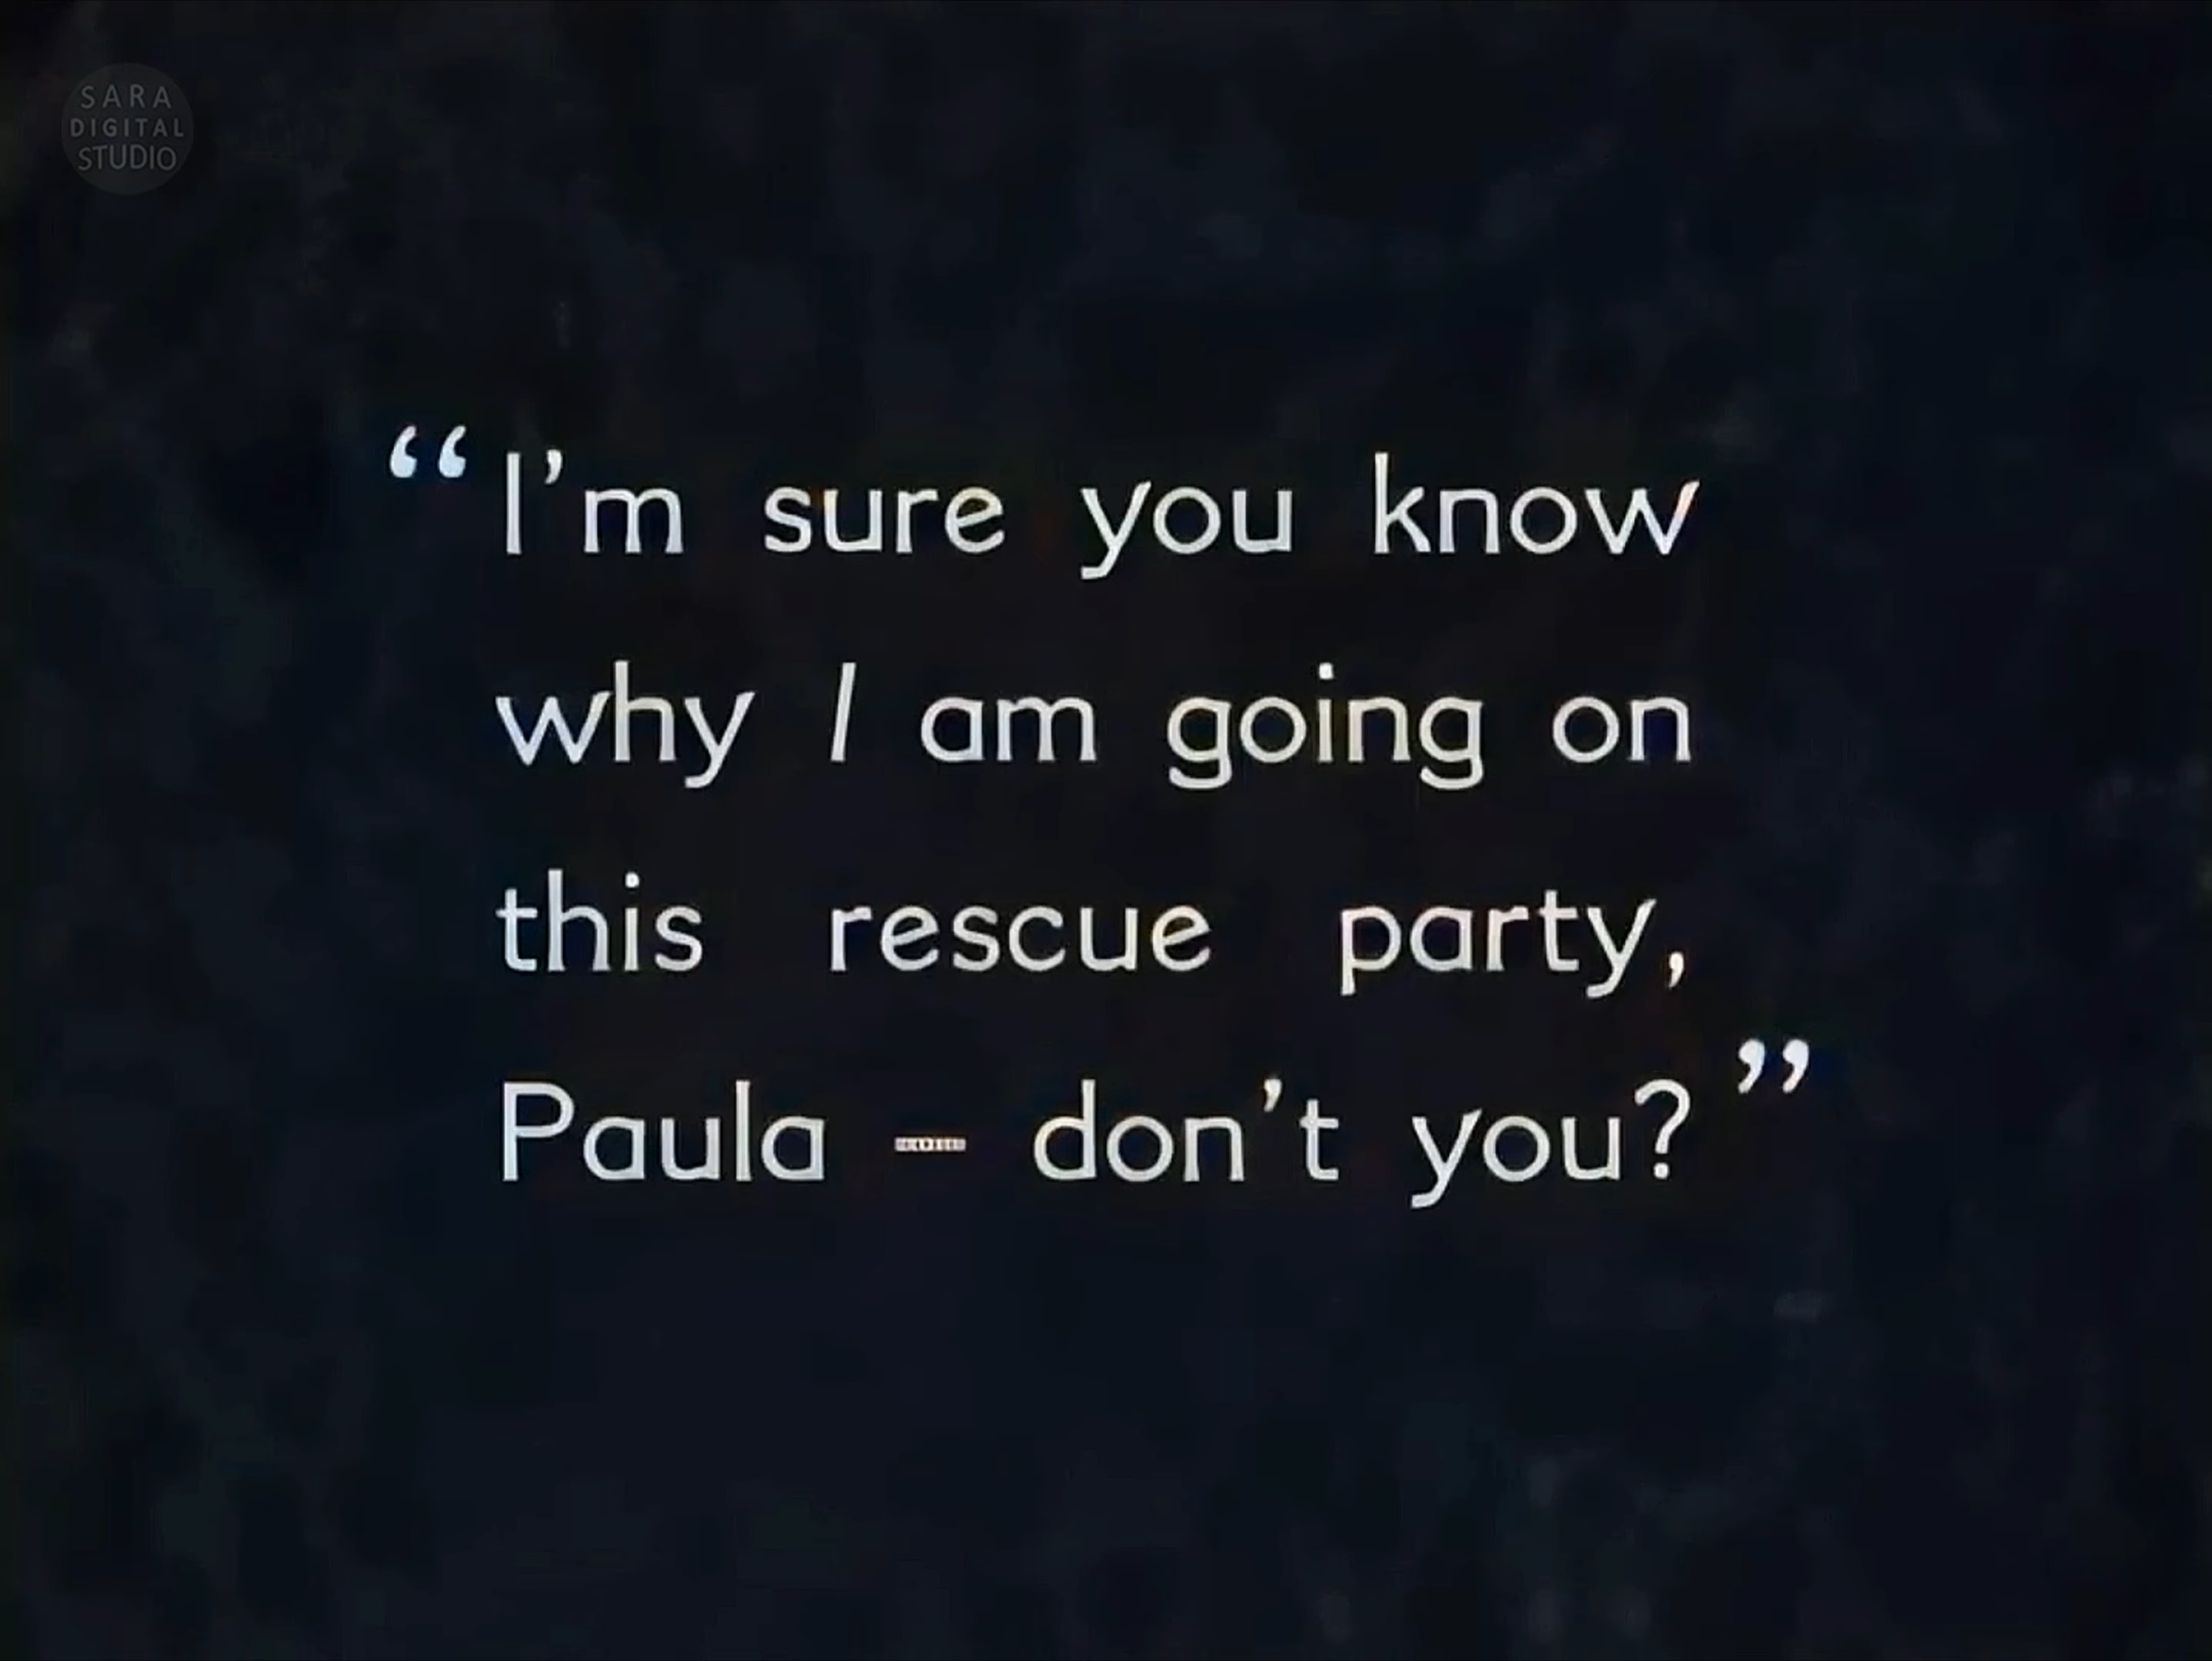 SARA
DIGITAL
STUDIO
“I’m sure you know
why I am going on
this rescue party,
Paula – don’t you?”